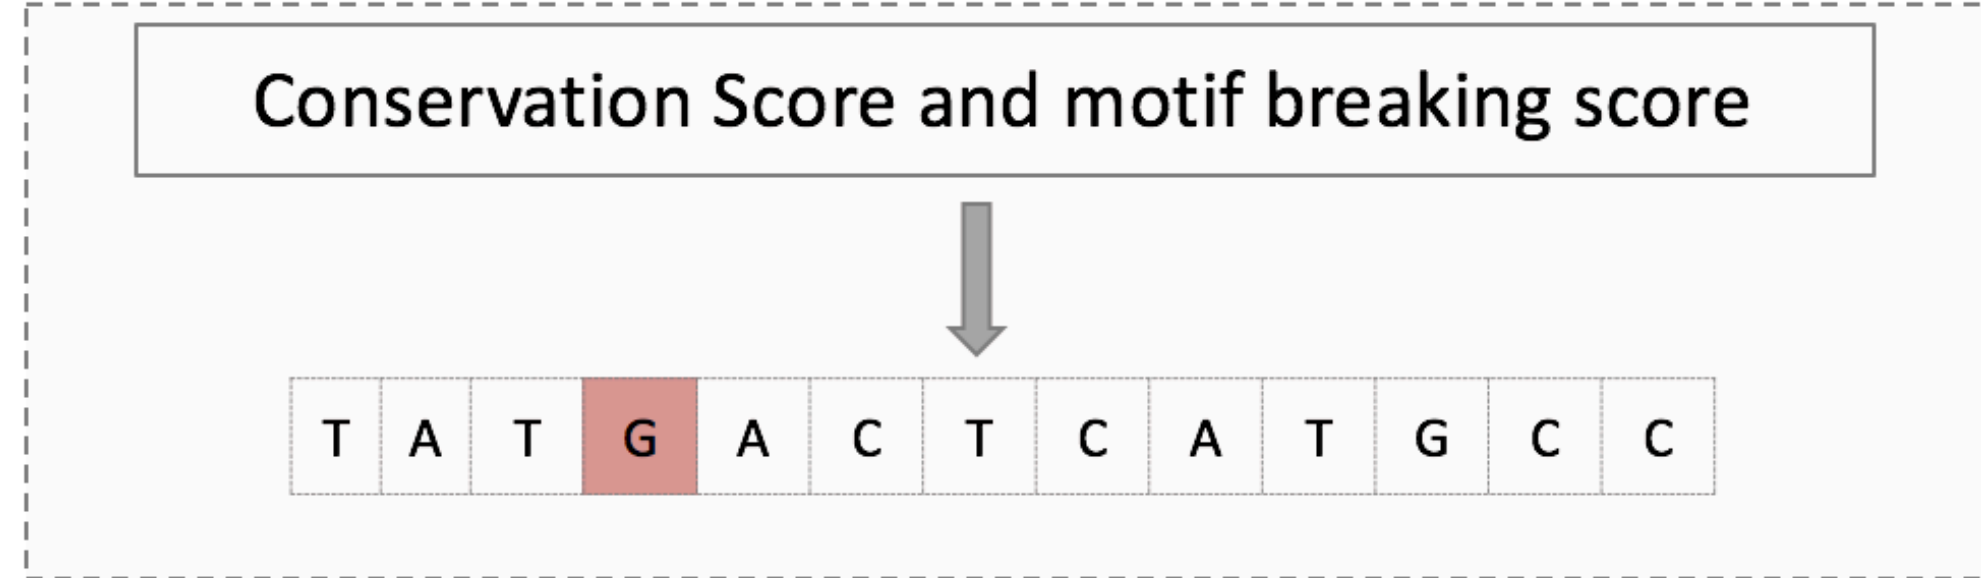 Conservation Score and motif breaking score
T A T G A C T C A T G C C